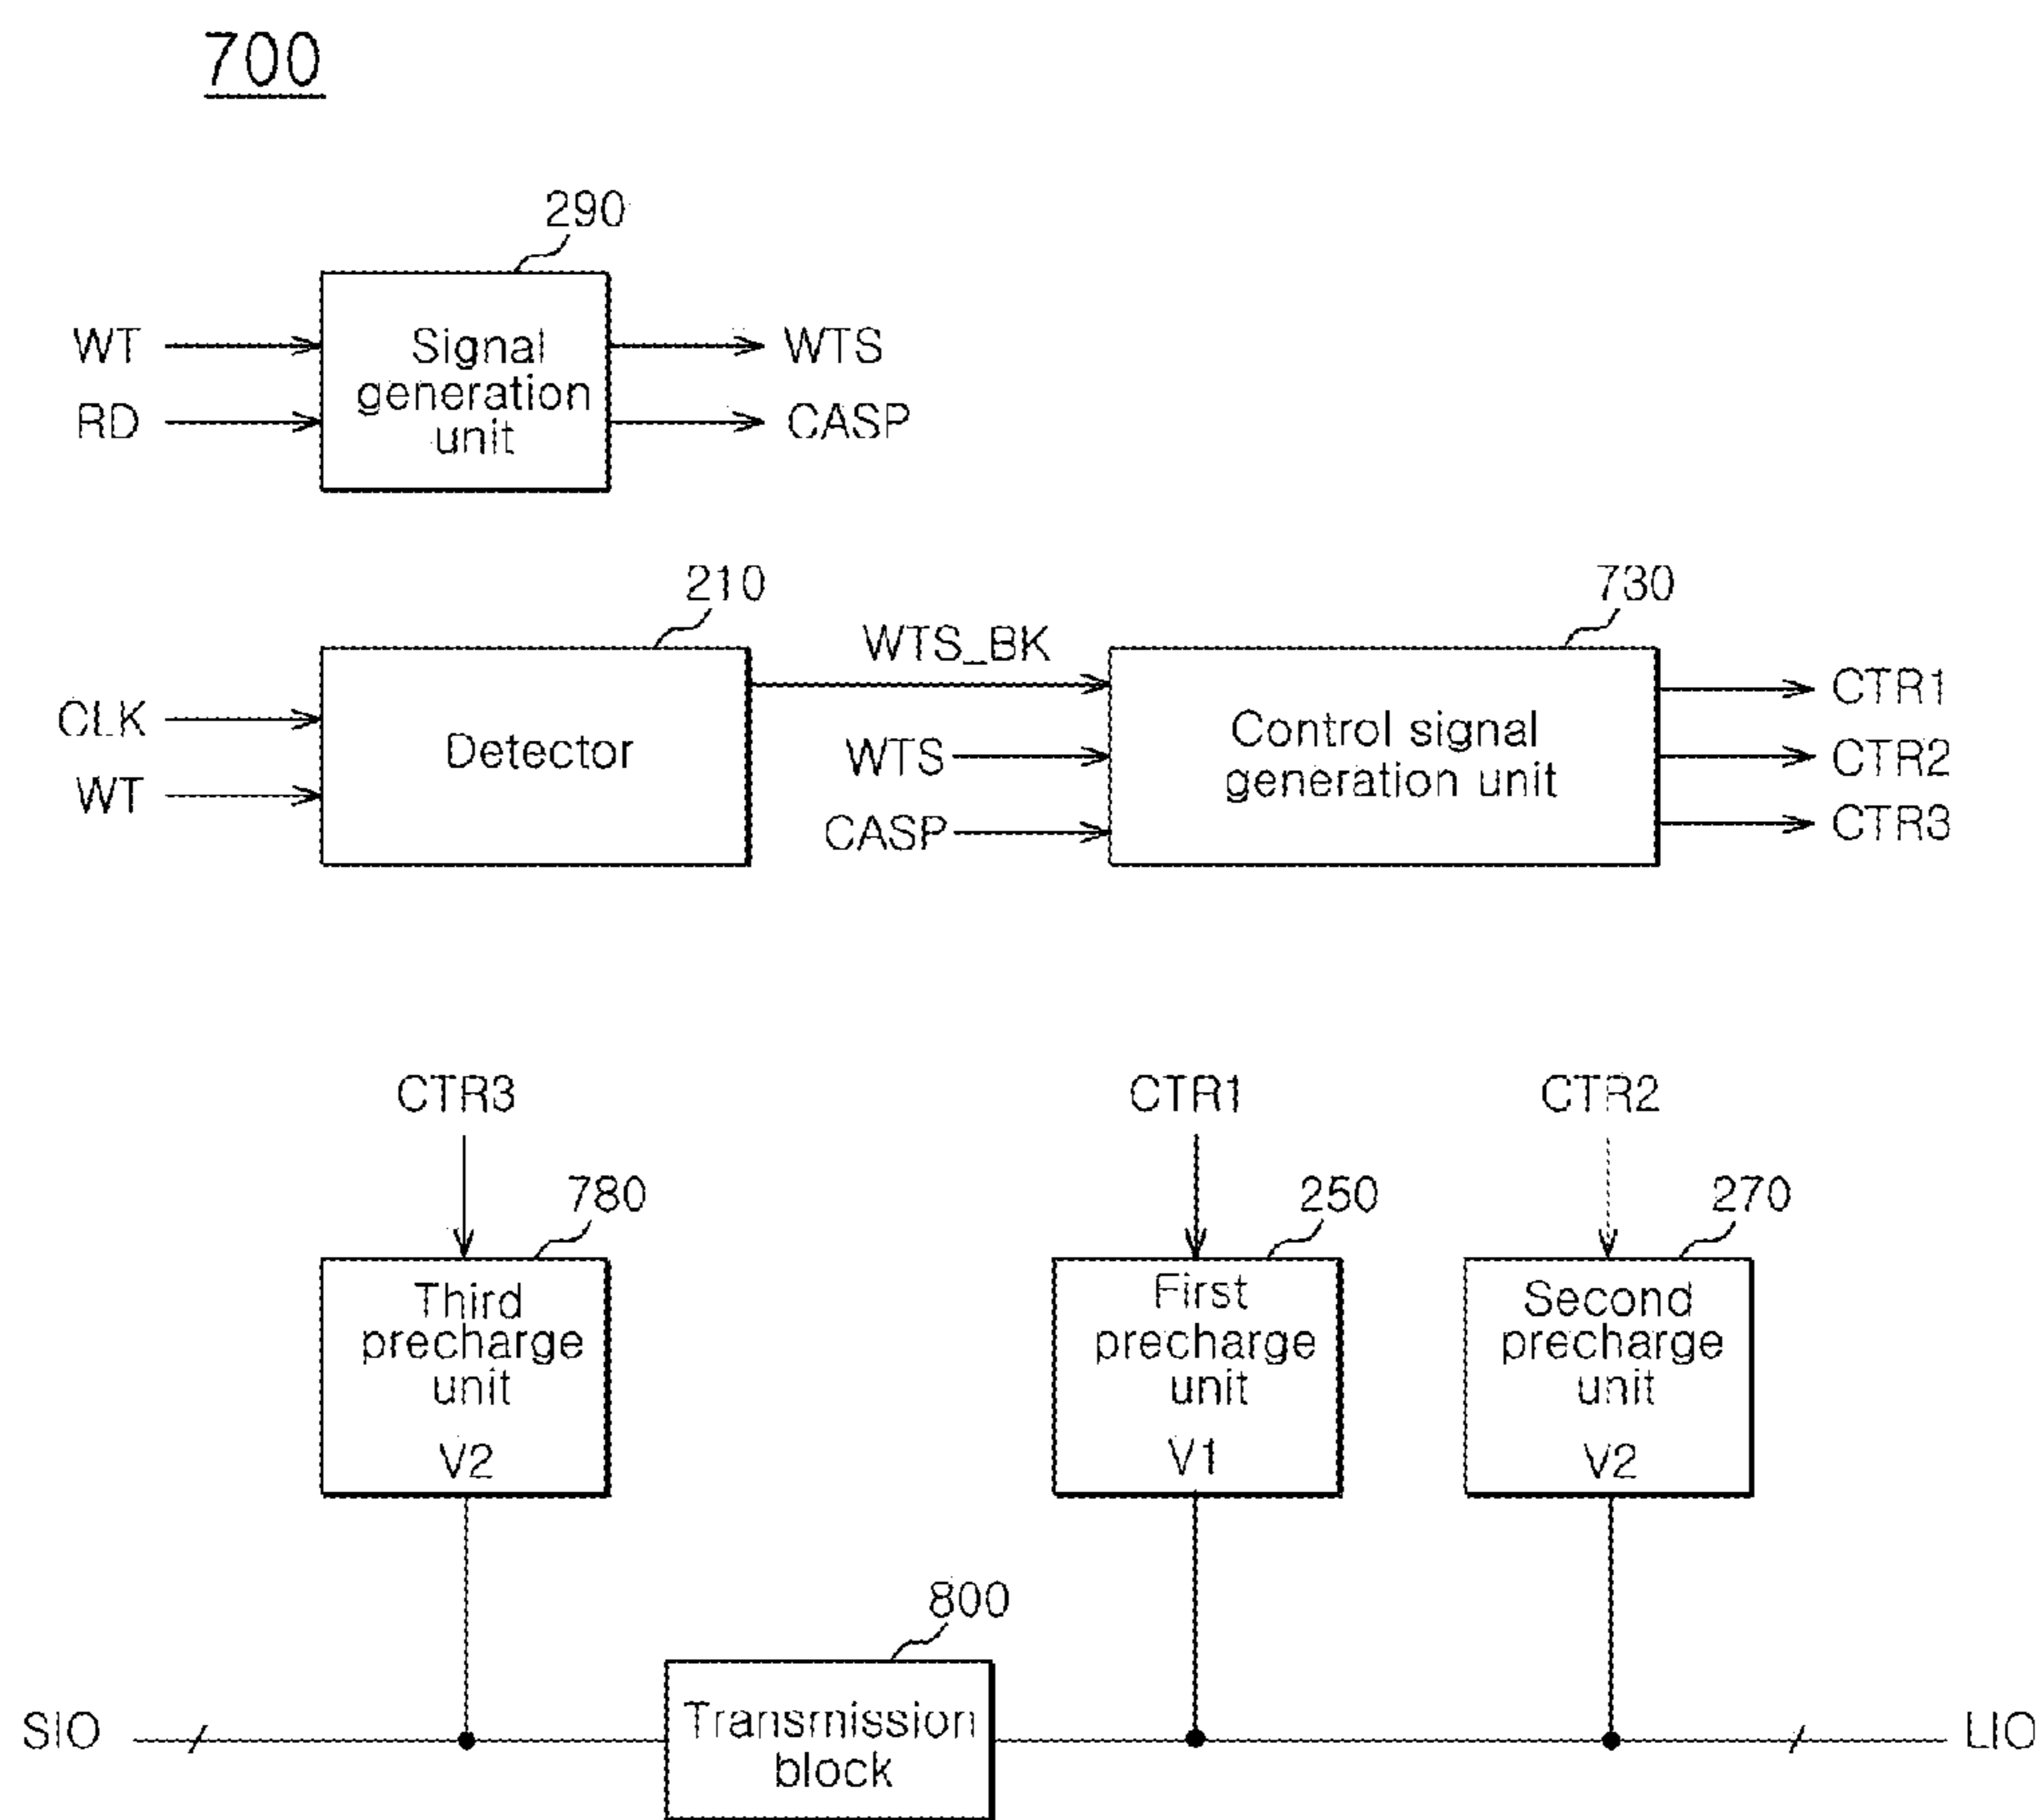 700
290
WT
RD
Signal
generation
unit
WTS
CASP
210
730
CLK
WT
Detector
WTS_BK
WTS
CASP
Control signal
generation unit
CTR1
CTR2
CTR3
CTR3
CTR1
CTR2
780
250
270
Third
precharge
unit
V2
First
precharge
unit
V1
Second
precharge
unit
V2
800
SIO
Transmission
block
LIO